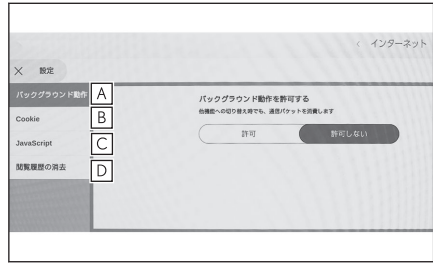 < インターネット
× 設定
バックグラウンド動作 A
Cookie B
JavaScript C
閲覧履歴の消去 D
バックグラウンド動作を許可する
他機能への切り替え時でも、通信パケットを消費します
許可 許可しない